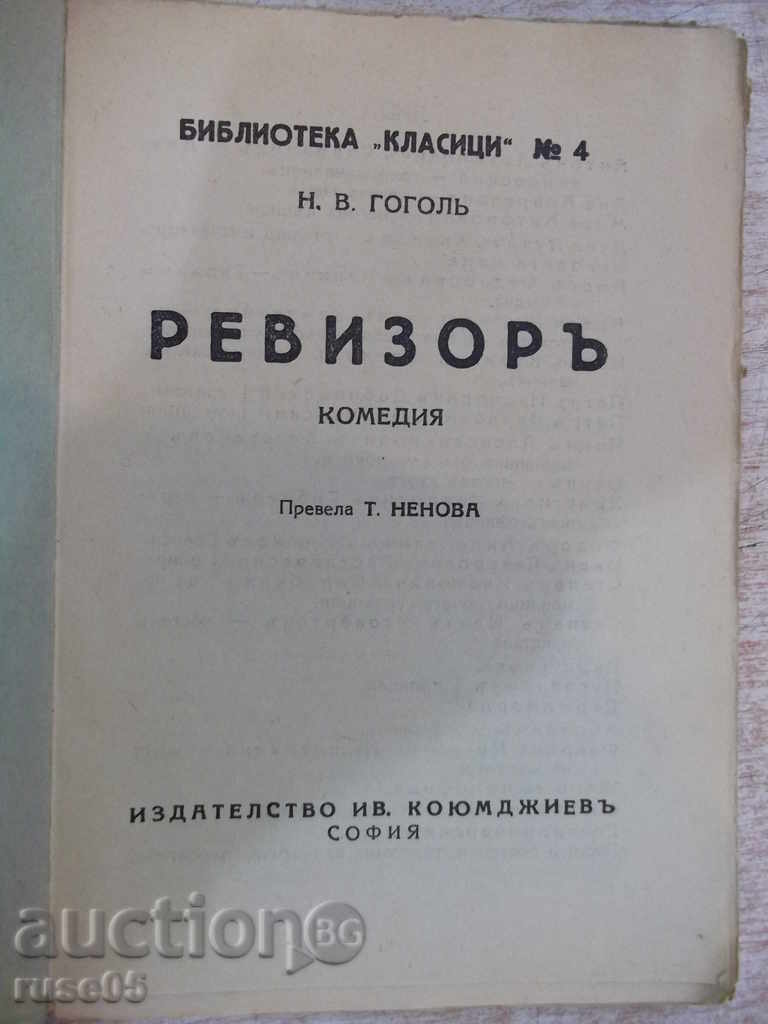 БИБЛИОТЕКА „КЛАСИЦИ“ № 4
Н. В. ГОГОЛЬ
РЕВИЗОРЪ
КОМЕДИЯ
Превела Т. НЕНОВА
ИЗДАТЕЛСТВО ИВ. КОЮМДЖИЕВЪ
СОФИЯ
auction BG
ruse05